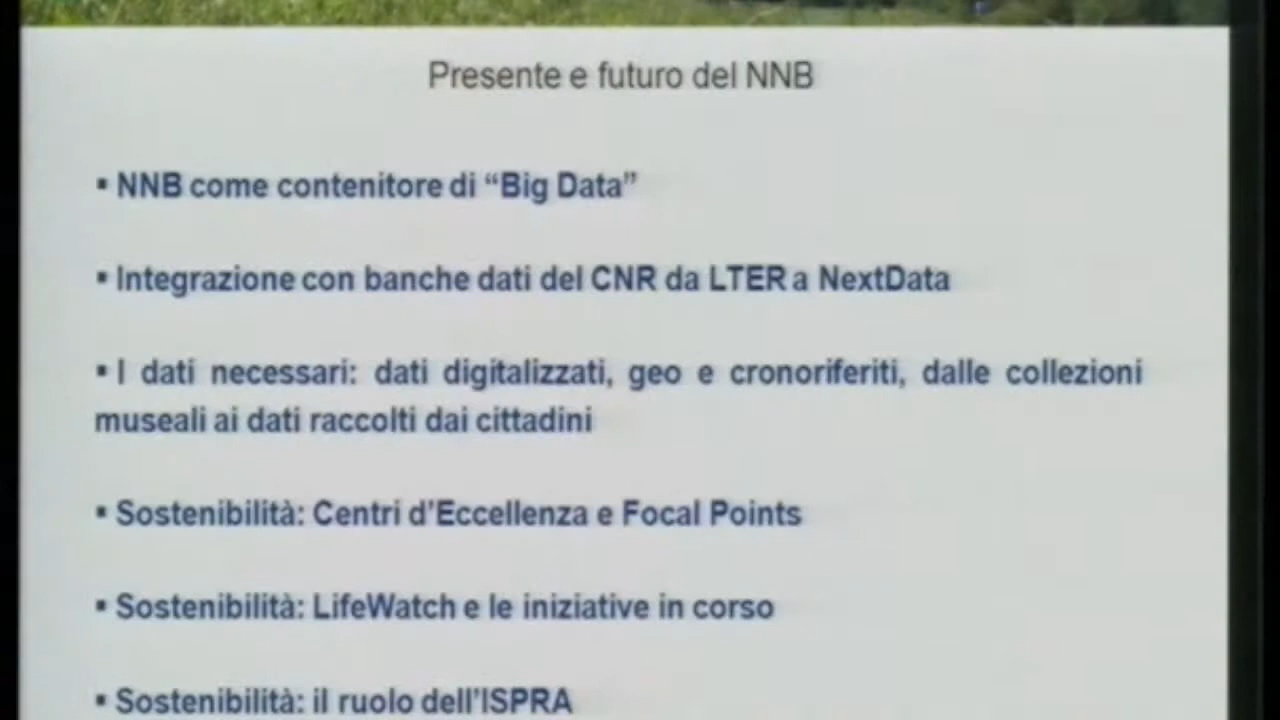 Presente e futuro del NNB
▪ NNB come contenitore di “Big Data”
▪ Integrazione con banche dati del CNR da LTER a NextData
▪ I dati necessari: dati digitalizzati, geo e cronoriferiti, dalle collezioni
museali ai dati raccolti dai cittadini
▪ Sostenibilità: Centri d’Eccellenza e Focal Points
▪ Sostenibilità: LifeWatch e le iniziative in corso
▪ Sostenibilità: il ruolo dell’ISPRA